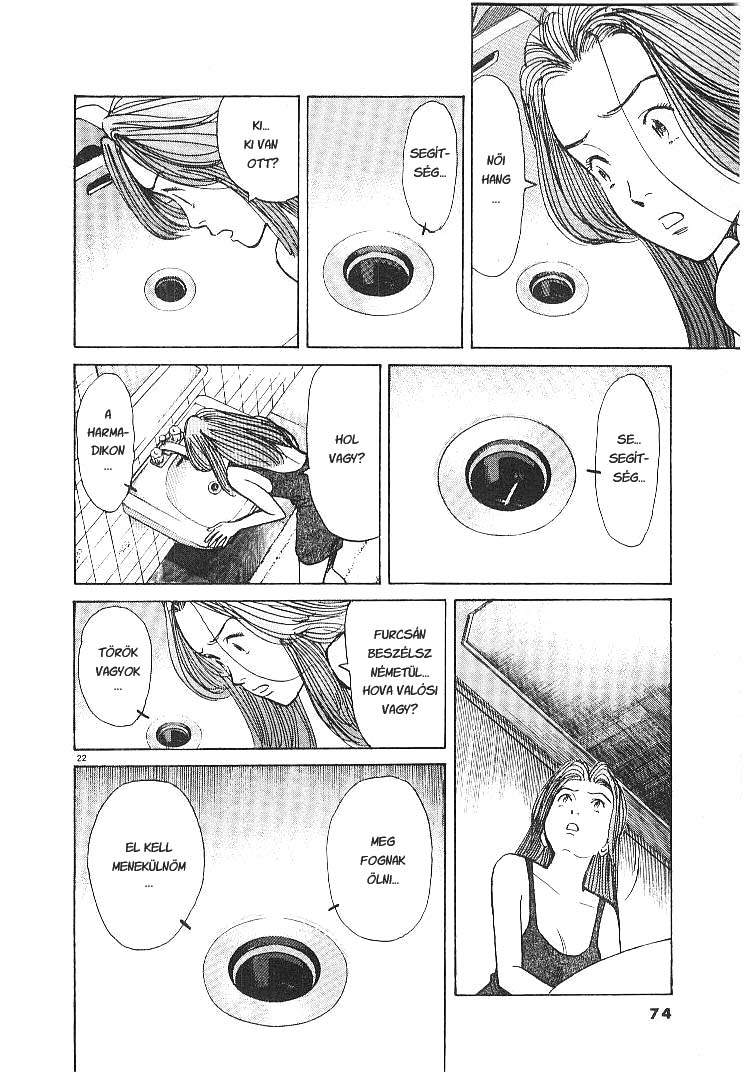 NŐI
HANG
...
SEGÍT-
SÉG...
KI...
KI VAN
OTT?
SE...
SEGÍT-
SÉG...
HOL
VAGY?
A
HARMA-
DIKON
...
FURCSÁN
BESZÉLSZ
NÉMETÜL...
HOVA VALÓSI
VAGY?
TÖRÖK
VAGYOK
...
22
MEG
FOGNAK
ÖLNI...
EL KELL
MENEKÜLNÖM
...
74